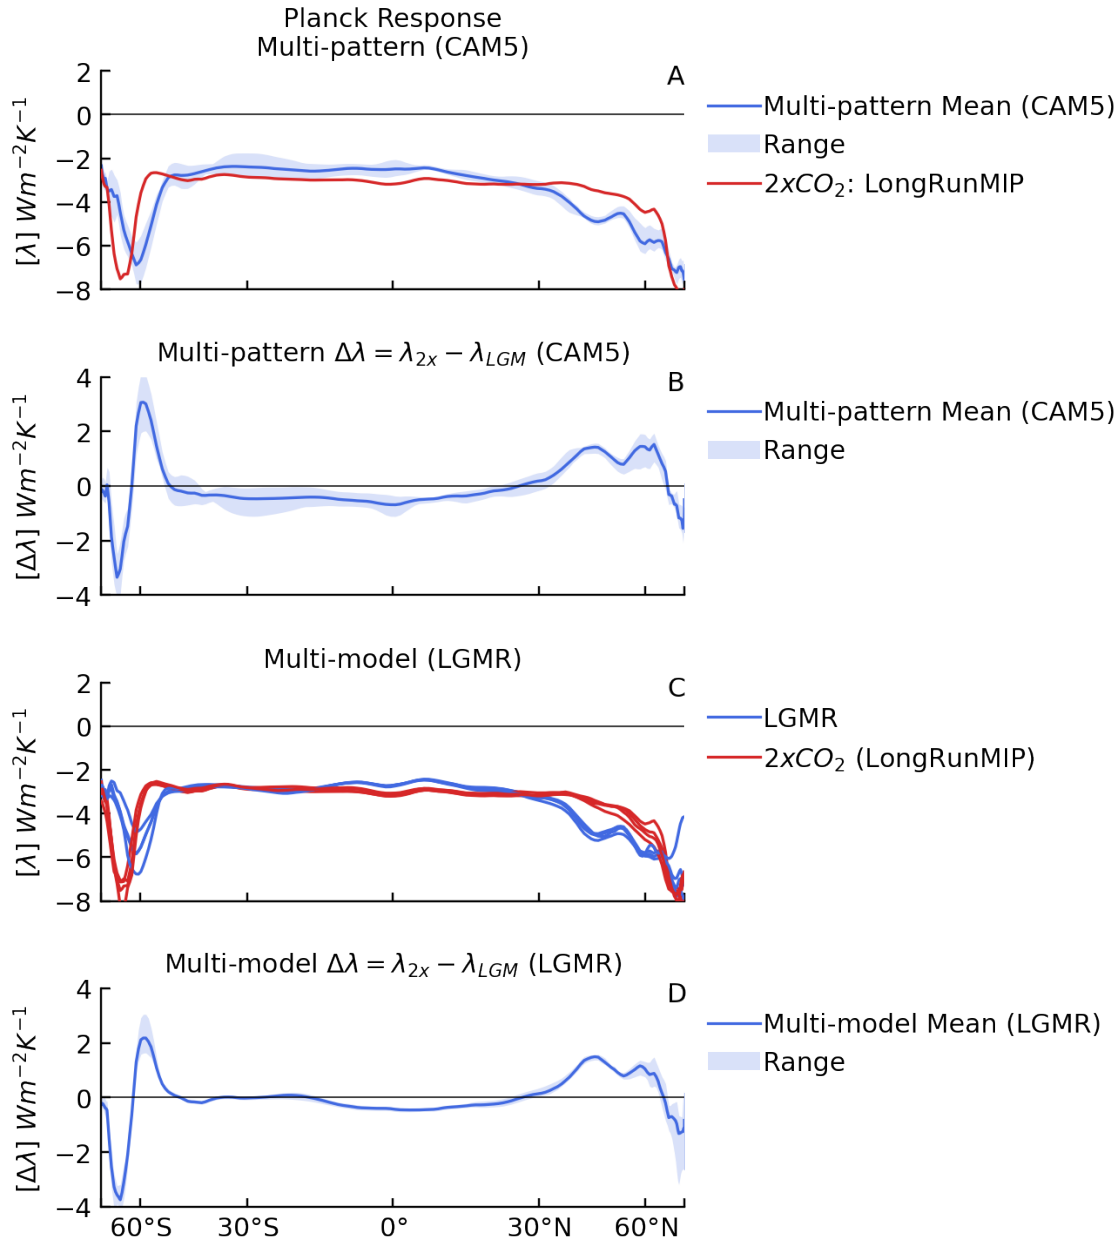 Planck Response
Multi-pattern (CAM5)
A
2
0
−2
−4
−6
−8
[λ] Wm⁻²K⁻¹
Multi-pattern Mean (CAM5)
Range
2xCO₂: LongRunMIP
Multi-pattern Δλ = λ₂ₓ − λ_LGM (CAM5)
B
4
2
0
−2
−4
[Δλ] Wm⁻²K⁻¹
Multi-pattern Mean (CAM5)
Range
Multi-model (LGMR)
C
2
0
−2
−4
−6
−8
[λ] Wm⁻²K⁻¹
LGMR
2xCO₂ (LongRunMIP)
Multi-model Δλ = λ₂ₓ − λ_LGM (LGMR)
D
4
2
0
−2
−4
[Δλ] Wm⁻²K⁻¹
Multi-model Mean (LGMR)
Range
60°S 30°S 0° 30°N 60°N